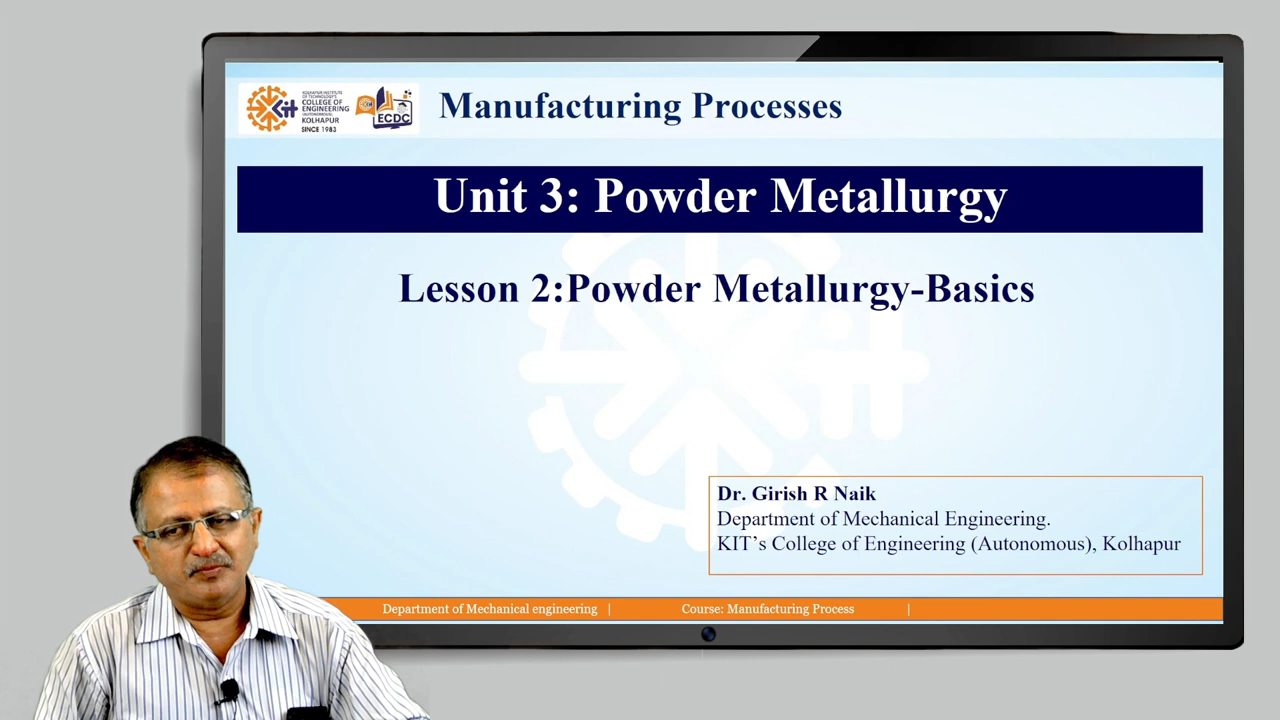 KOLHAPUR INSTITUTE
OF TECHNOLOGY'S
COLLEGE OF
ENGINEERING
(AUTONOMOUS),
KOLHAPUR
SINCE 1983
ECDC
Manufacturing Processes
Unit 3: Powder Metallurgy
Lesson 2:Powder Metallurgy-Basics
Dr. Girish R Naik
Department of Mechanical Engineering.
KIT’s College of Engineering (Autonomous), Kolhapur
Department of Mechanical engineering | Course: Manufacturing Process |